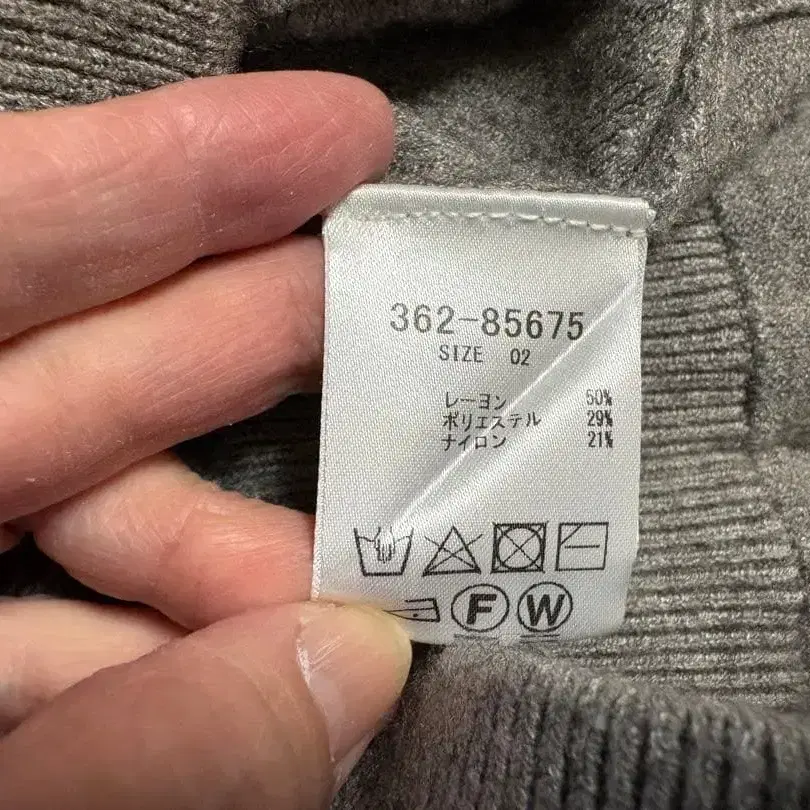 362-85675
SIZE 02
レーヨン 50%
ポリエステル 29%
ナイロン 21%
F W